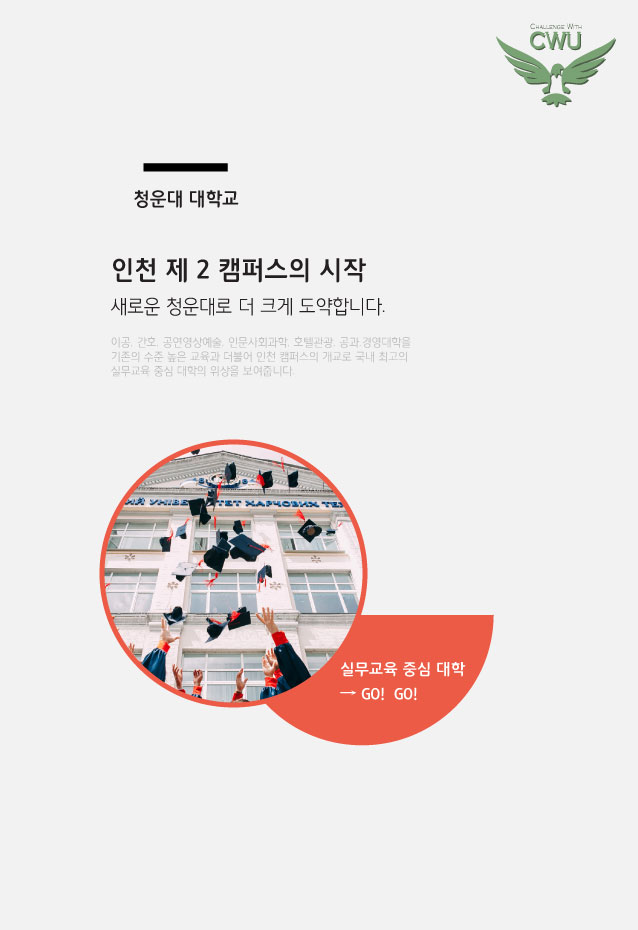 CHALLENGE WITH
CWU
청운대 대학교
인천 제 2 캠퍼스의 시작
새로운 청운대로 더 크게 도약합니다.
이공, 간호, 공연영상예술, 인문사회과학, 호텔관광, 공과.경영대학을
기존의 수준 높은 교육과 더불어 인천 캠퍼스의 개교로 국내 최고의
실무교육 중심 대학의 위상을 보여줍니다.
УНІВЕРСИТЕТ ХАРЧОВИХ ТЕ
실무교육 중심 대학
→ GO! GO!